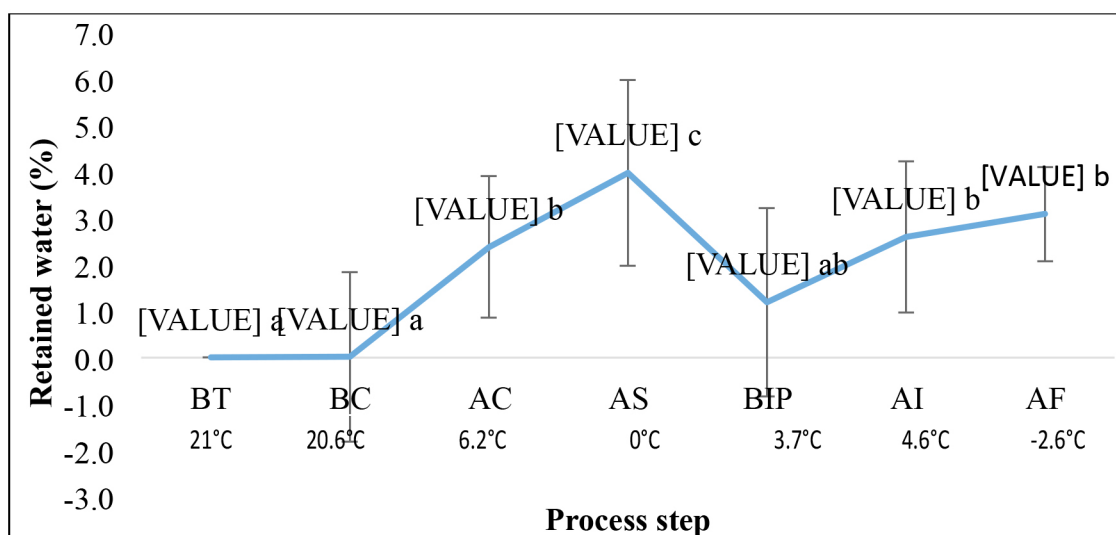 Retained water (%)
7.0
6.0
5.0
4.0
3.0
2.0
1.0
0.0
-1.0
-2.0
-3.0
[VALUE] a
[VALUE] a
[VALUE] b
[VALUE] c
[VALUE] ab
[VALUE] b
[VALUE] b
BT BC AC AS BIP AI AF
21°C 20.6°C 6.2°C 0°C 3.7°C 4.6°C -2.6°C
Process step